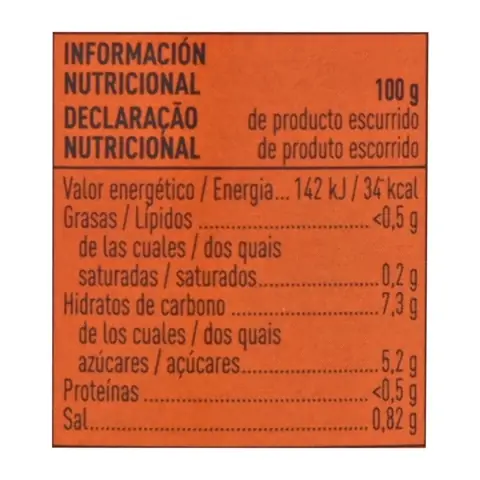 INFORMACIÓN
NUTRICIONAL 100 g
DECLARAÇÃO de producto escurrido
NUTRICIONAL de produto escorrido
Valor energético / Energia... 142 kJ / 34 kcal
Grasas / Lípidos ........................ <0,5 g
de las cuales / dos quais
saturadas / saturados.................. 0,2 g
Hidratos de carbono ...................... 7,3 g
de los cuales / dos quais
azúcares / açúcares..................... 5,2 g
Proteínas ................................ <0,5 g
Sal........................................ 0,82 g